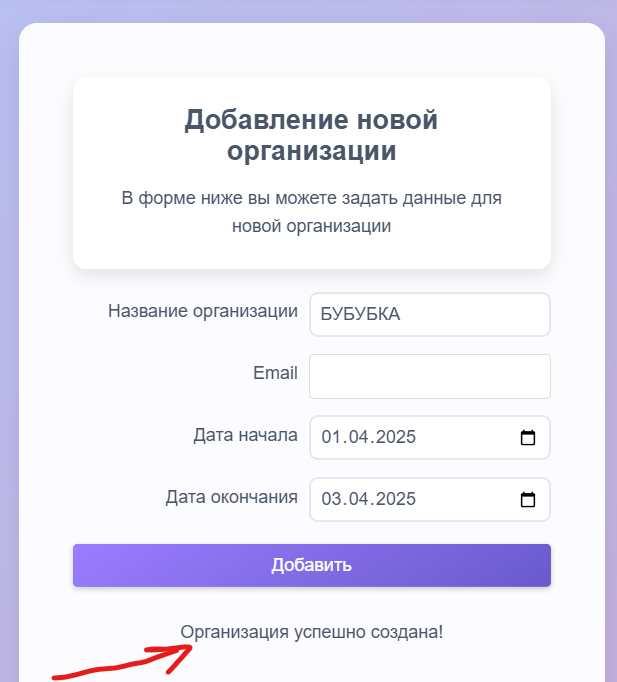 Добавление новой
организации
В форме ниже вы можете задать данные для
новой организации
Название организации БУБУБКА
Email
Дата начала 01.04.2025
Дата окончания 03.04.2025
Добавить
Организация успешно создана!